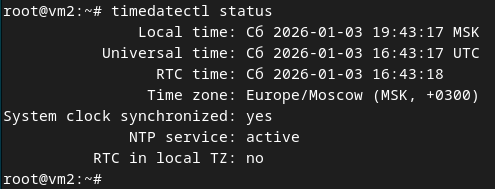 root@vm2:~# timedatectl status
Local time: Сб 2026-01-03 19:43:17 MSK
Universal time: Сб 2026-01-03 16:43:17 UTC
RTC time: Сб 2026-01-03 16:43:18
Time zone: Europe/Moscow (MSK, +0300)
System clock synchronized: yes
NTP service: active
RTC in local TZ: no
root@vm2:~#